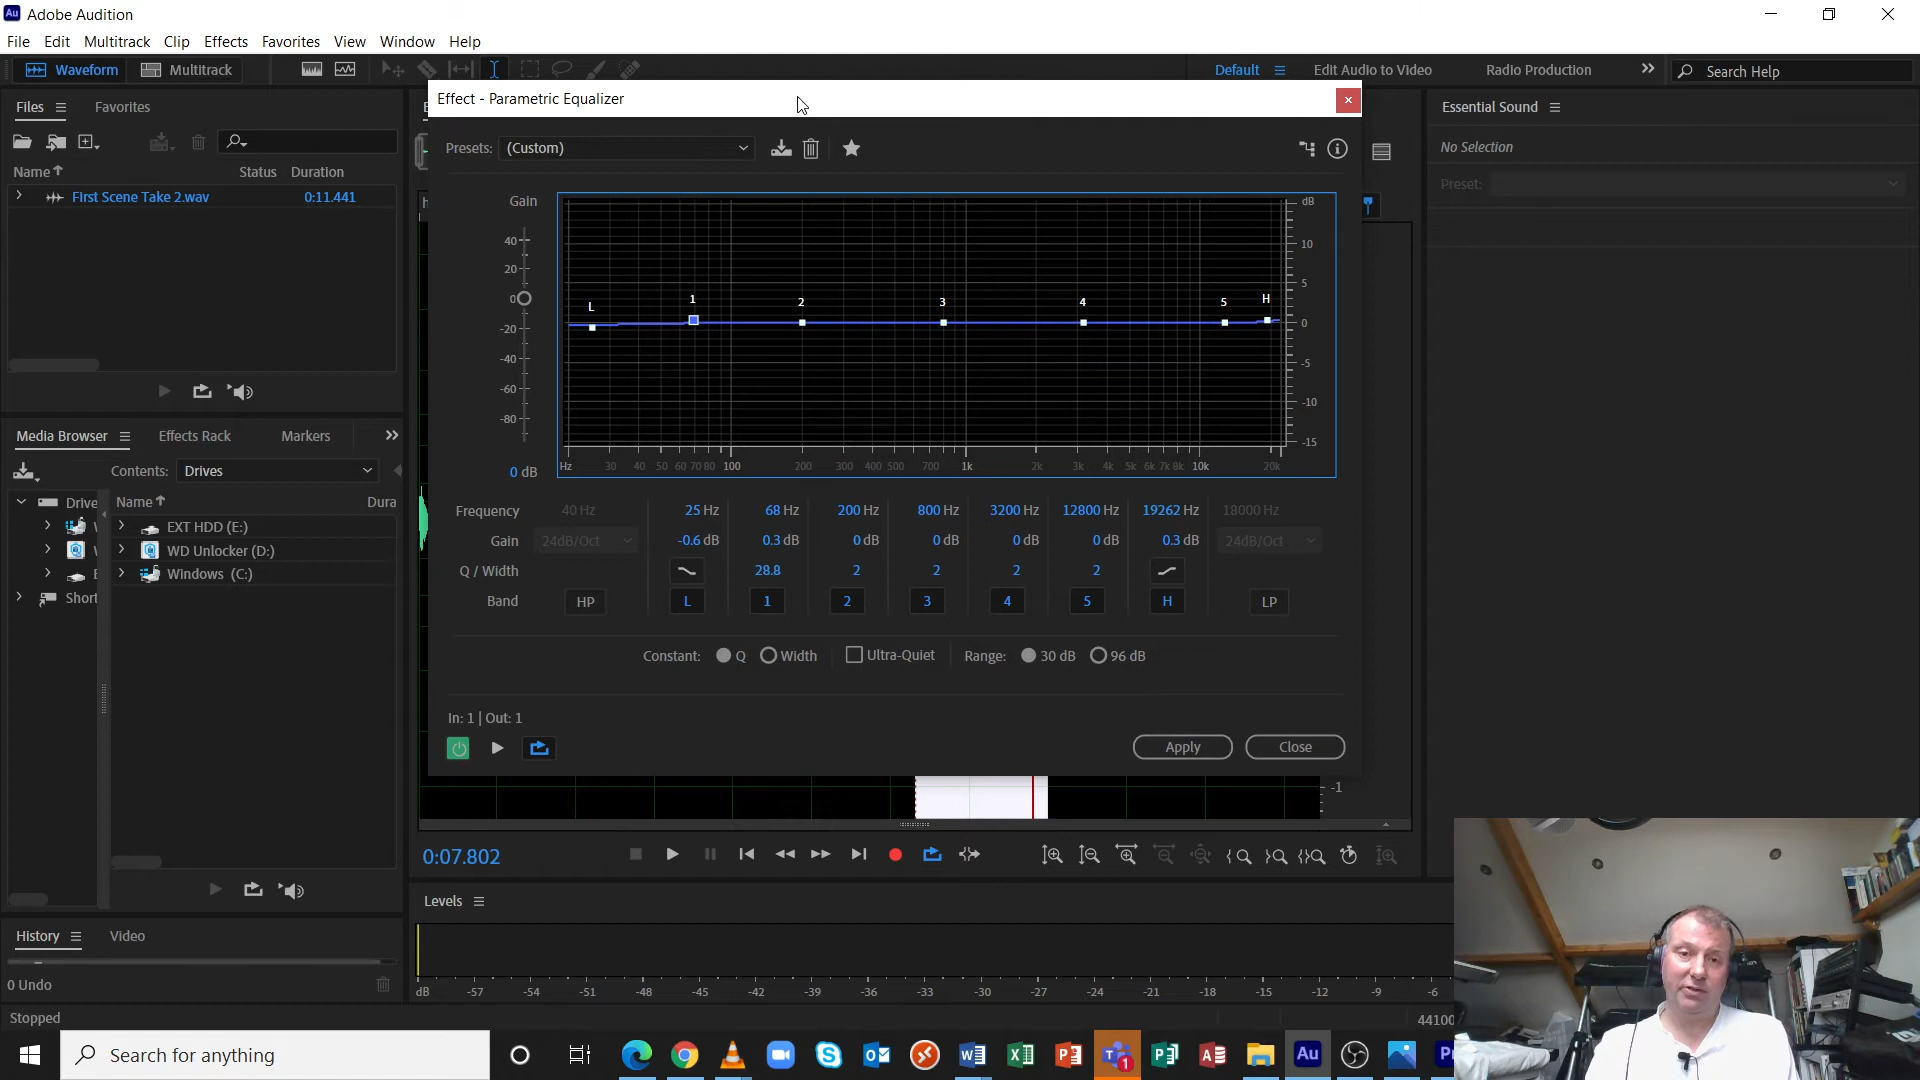 Au Adobe Audition
File Edit Multitrack Clip Effects Favorites View Window Help
Waveform Multitrack Default Edit Audio to Video Radio Production Search Help
Files Favorites
Effect - Parametric Equalizer
Essential Sound
Presets: (Custom)
No Selection
Preset:
Name Status Duration
First Scene Take 2.wav 0:11.441
Gain
dB
40
20
0
-20
-40
-60
-80
L 1 2 3 4 5 H
10
5
0
-5
-10
-15
Hz 30 40 50 60 70 80 100 200 300 400 500 700 1k 2k 3k 4k 5k 6k 7k 8k 10k 20k
0 dB
Media Browser Effects Rack Markers
Contents: Drives
Name Dura
Drive
EXT HDD (E:)
WD Unlocker (D:)
Windows (C:)
Short
Frequency 40 Hz 25 Hz 68 Hz 200 Hz 800 Hz 3200 Hz 12800 Hz 19262 Hz 18000 Hz
Gain 24dB/Oct -0.6 dB 0.3 dB 0 dB 0 dB 0 dB 0 dB 0.3 dB 24dB/Oct
Q / Width 28.8 2 2 2 2
Band HP L 1 2 3 4 5 H LP
Constant: Q Width Ultra-Quiet Range: 30 dB 96 dB
In: 1 | Out: 1
Apply Close
-1
0:07.802
Levels
History Video
0 Undo
dB -57 -54 -51 -48 -45 -42 -39 -36 -33 -30 -27 -24 -21 -18 -15 -12 -9 -6
Stopped
44100
Search for anything
Au